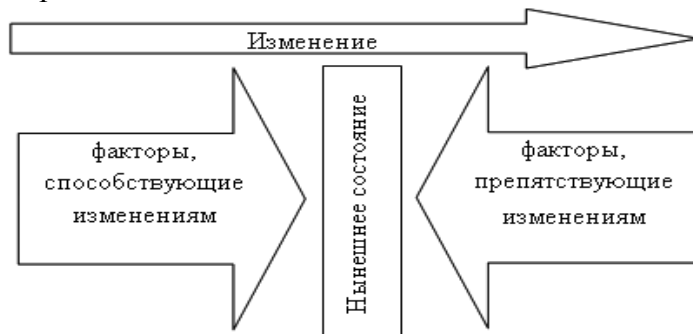 Изменение
факторы,
способствующие
изменениям
Нынешнее состояние
факторы,
препятствующие
изменениям